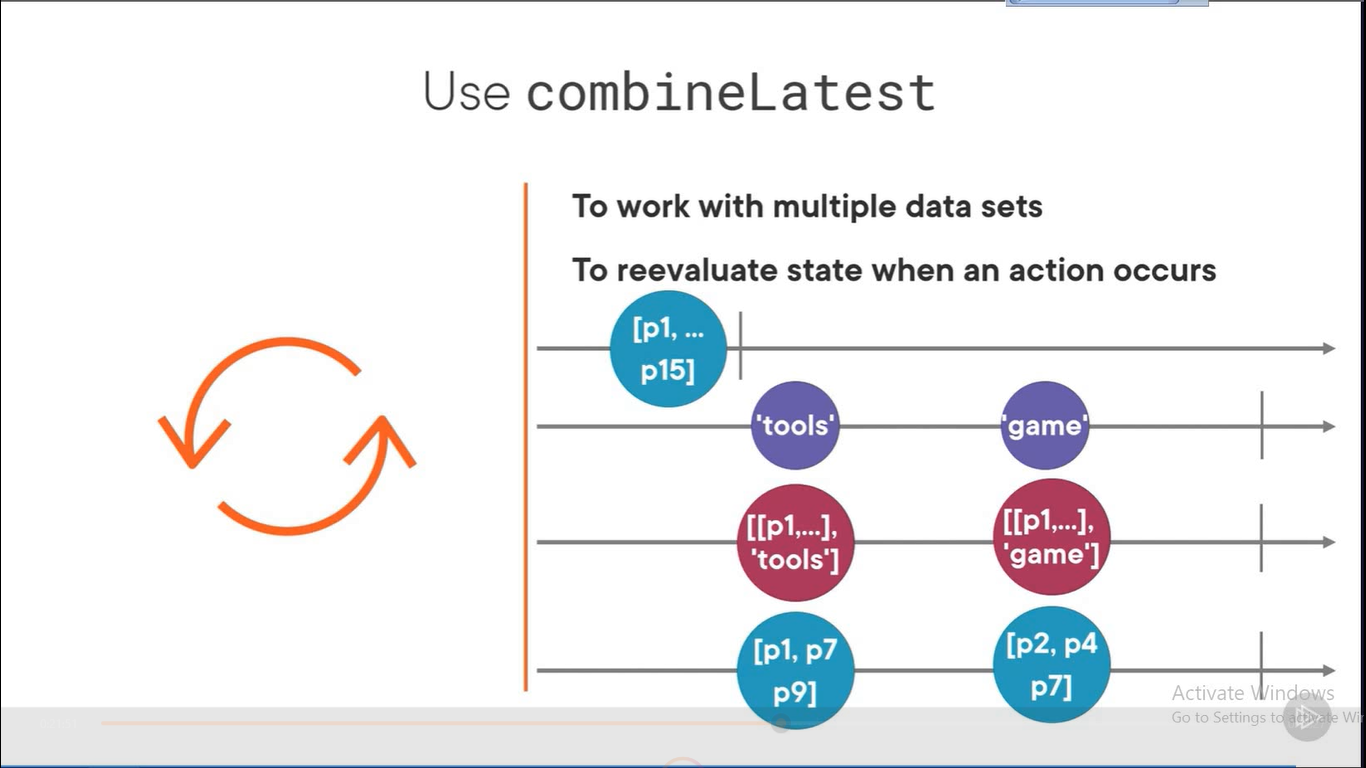 Use combineLatest
To work with multiple data sets
To reevaluate state when an action occurs
[p1, ...
p15]
'tools'
'game'
[[p1,...],
'tools']
[[p1,...],
'game']
[p1, p7
p9]
[p2, p4
p7]
Activate Windows
Go to Settings to activate Wi